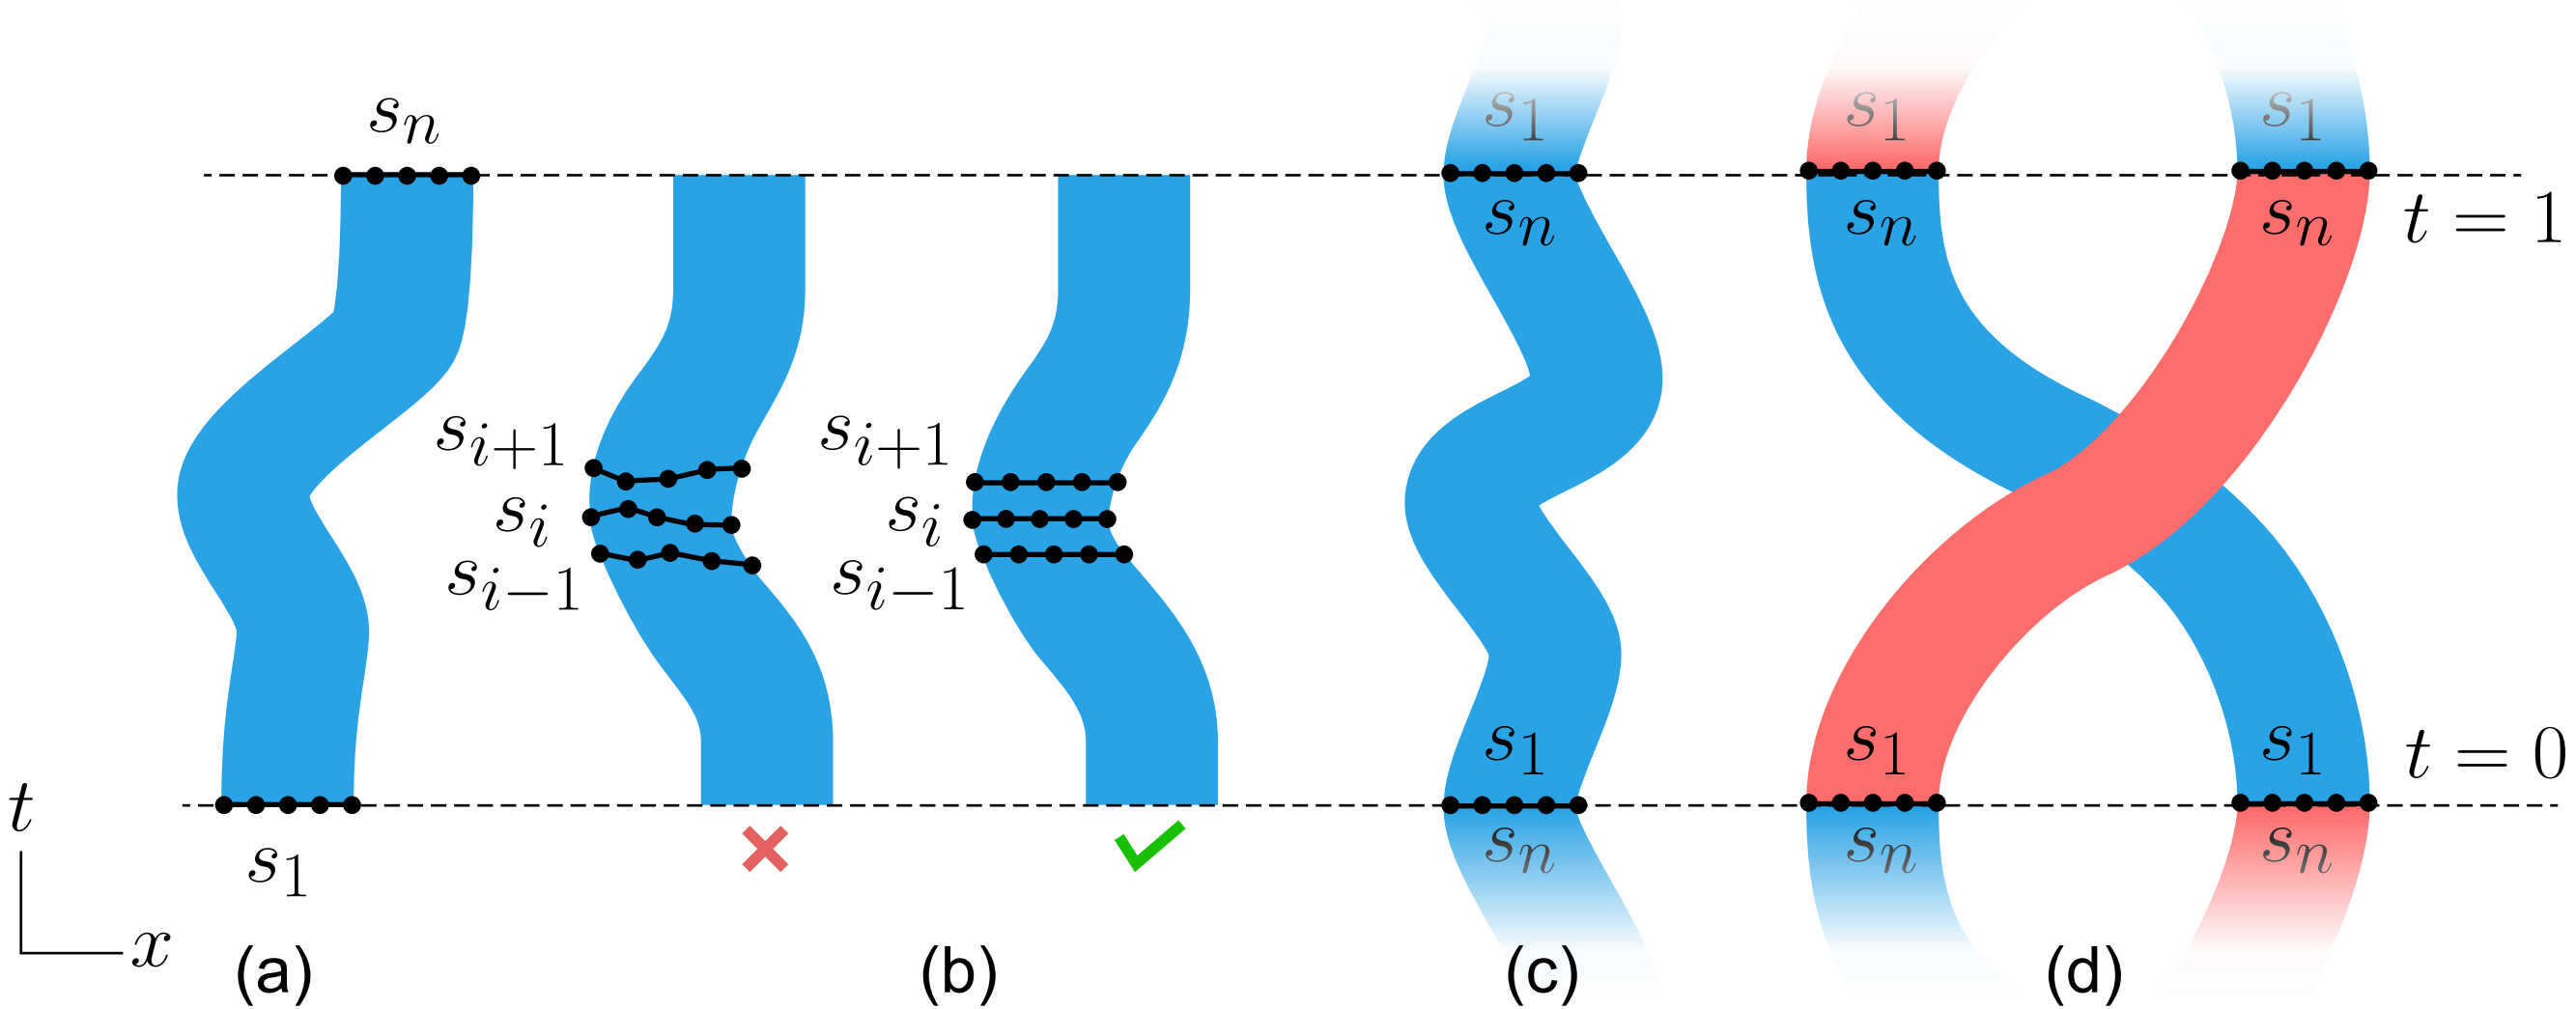 s_n
s_1
s_1
s_1
s_n
s_n
s_n
t = 1
s_{i+1}
s_i
s_{i-1}
s_{i+1}
s_i
s_{i-1}
s_1
s_1
s_1
t = 0
t
x
s_1
s_n
s_n
s_n
(a)
(b)
(c)
(d)